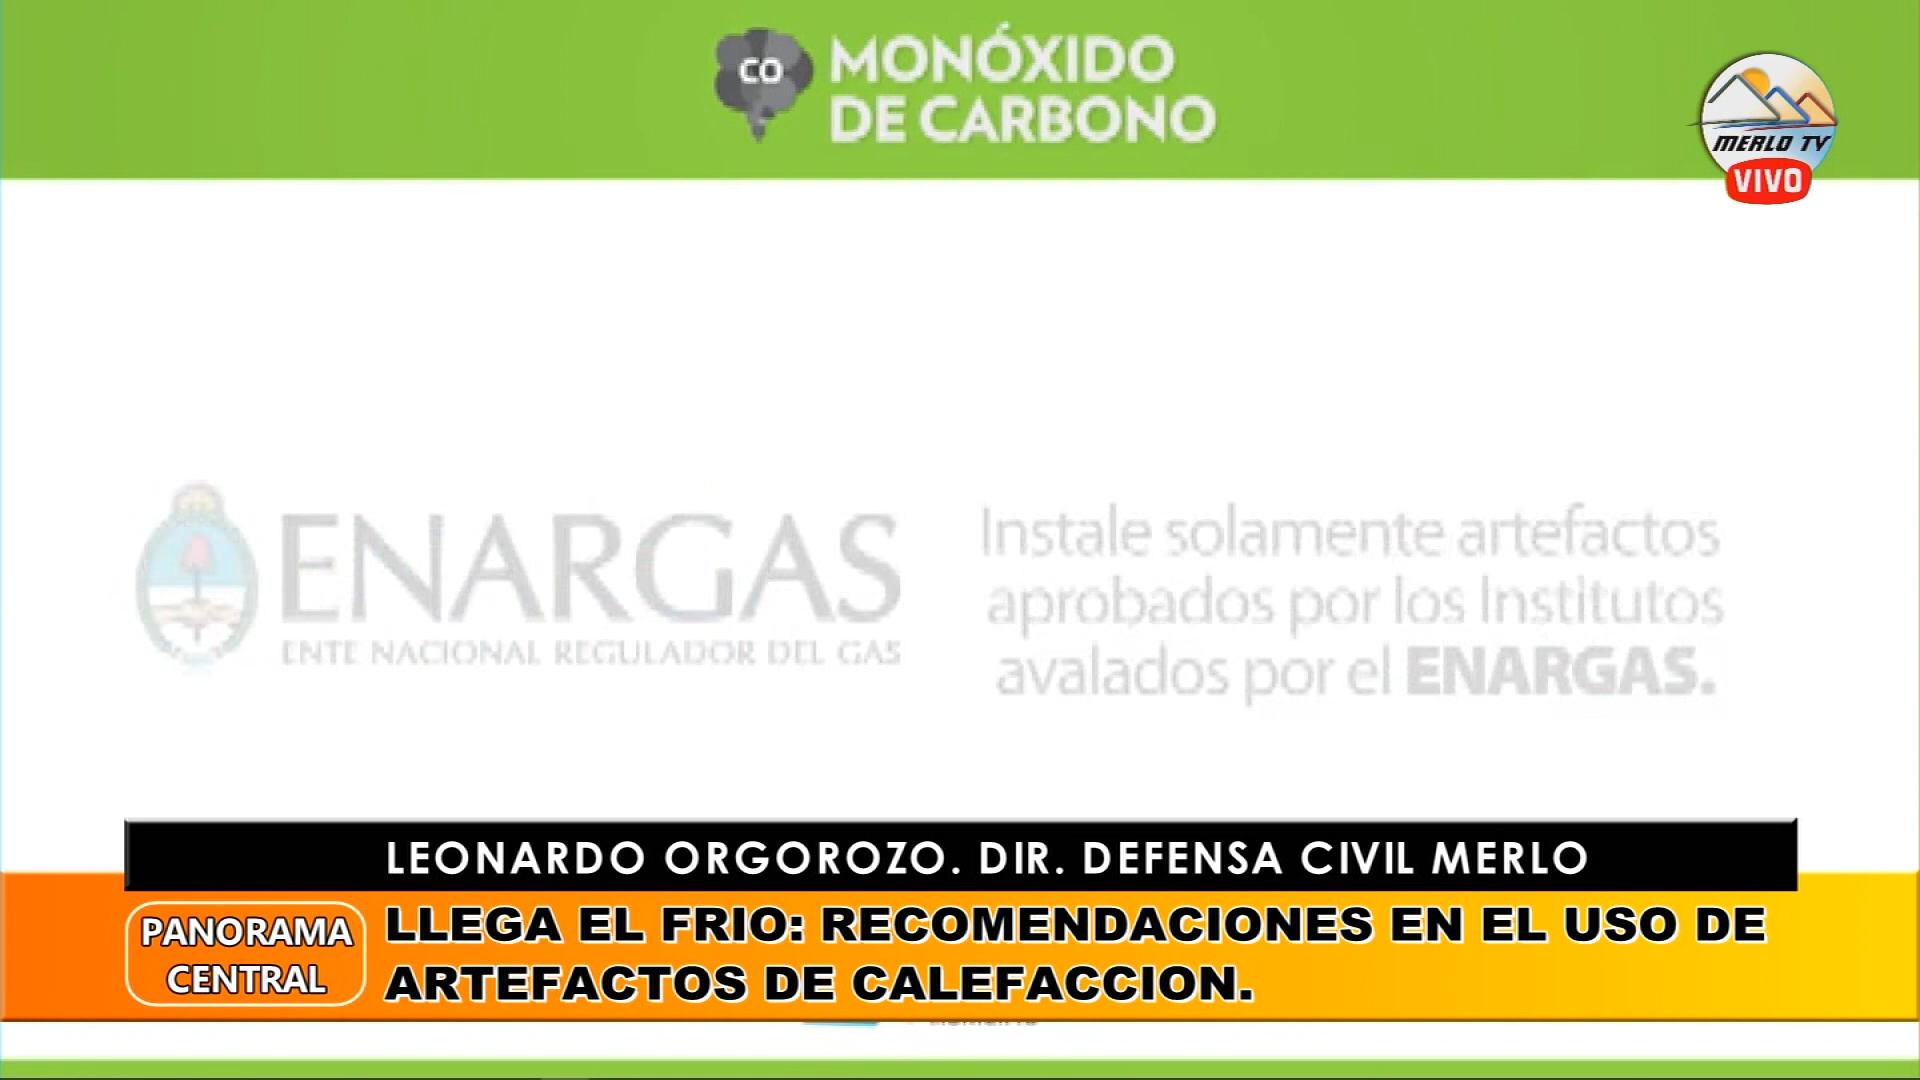 CO
MONÓXIDO
DE CARBONO
MERLO TV
VIVO
ENARGAS
ENTE NACIONAL REGULADOR DEL GAS
Instale solamente artefactos
aprobados por los Institutos
avalados por el ENARGAS.
LEONARDO ORGOROZO. DIR. DEFENSA CIVIL MERLO
PANORAMA
CENTRAL
LLEGA EL FRIO: RECOMENDACIONES EN EL USO DE
ARTEFACTOS DE CALEFACCION.